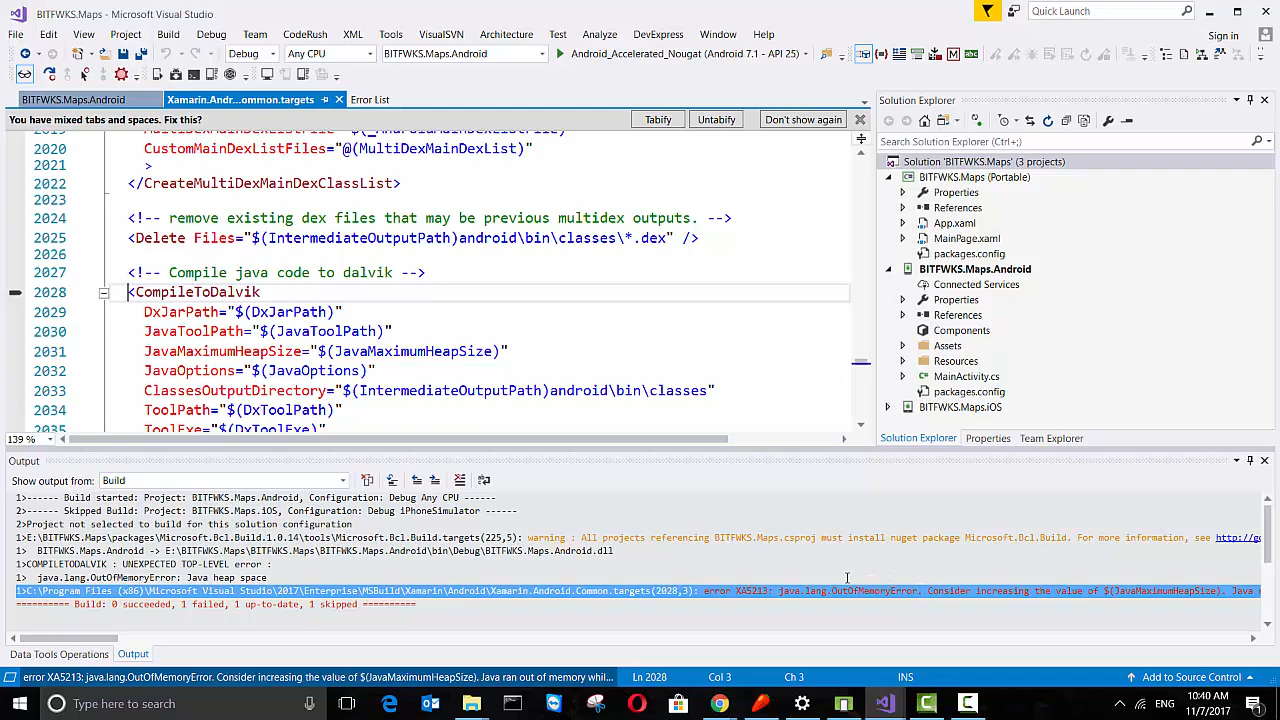 BITFWKS.Maps - Microsoft Visual Studio
Quick Launch
File Edit View Project Build Debug Team CodeRush XML Tools VisualSVN Architecture Test Analyze DevExpress Window Help
Sign in
Debug Any CPU BITFWKS.Maps.Android Android_Accelerated_Nougat (Android 7.1 - API 25)
BITFWKS.Maps.Android Xamarin.Andr...ommon.targets Error List
You have mixed tabs and spaces. Fix this? Tabify Untabify Don't show again
2019 MultiDexMainDexListFile="$(_AndroidMainDexListFile)"
2020 CustomMainDexListFiles="@(MultiDexMainDexList)"
2021 >
2022 </CreateMultiDexMainDexClassList>
2023
2024 <!-- remove existing dex files that may be previous multidex outputs. -->
2025 <Delete Files="$(IntermediateOutputPath)android\bin\classes\*.dex" />
2026
2027 <!-- Compile java code to dalvik -->
2028 <CompileToDalvik
2029 DxJarPath="$(DxJarPath)"
2030 JavaToolPath="$(JavaToolPath)"
2031 JavaMaximumHeapSize="$(JavaMaximumHeapSize)"
2032 JavaOptions="$(JavaOptions)"
2033 ClassesOutputDirectory="$(IntermediateOutputPath)android\bin\classes"
2034 ToolPath="$(DxToolPath)"
2035 ToolExe="$(DxToolExe)"
139 %
Solution Explorer
Search Solution Explorer (Ctrl+;)
Solution 'BITFWKS.Maps' (3 projects)
BITFWKS.Maps (Portable)
Properties
References
App.xaml
MainPage.xaml
packages.config
BITFWKS.Maps.Android
Connected Services
Properties
References
Components
Assets
Resources
MainActivity.cs
packages.config
BITFWKS.Maps.iOS
Solution Explorer Properties Team Explorer
Output
Show output from: Build
1>------ Build started: Project: BITFWKS.Maps.Android, Configuration: Debug Any CPU ------
2>------ Skipped Build: Project: BITFWKS.Maps.iOS, Configuration: Debug iPhoneSimulator ------
2>Project not selected to build for this solution configuration
1>E:\BITFWKS.Maps\packages\Microsoft.Bcl.Build.1.0.14\tools\Microsoft.Bcl.Build.targets(225,5): warning : All projects referencing BITFWKS.Maps.csproj must install nuget package Microsoft.Bcl.Build. For more information, see http://go
1> BITFWKS.Maps.Android -> E:\BITFWKS.Maps\BITFWKS.Maps\BITFWKS.Maps.Android\bin\Debug\BITFWKS.Maps.Android.dll
1>COMPILETODALVIK : UNEXPECTED TOP-LEVEL error :
1> java.lang.OutOfMemoryError: Java heap space
1>C:\Program Files (x86)\Microsoft Visual Studio\2017\Enterprise\MSBuild\Xamarin\Android\Xamarin.Android.Common.targets(2028,3): error XA5213: java.lang.OutOfMemoryError. Consider increasing the value of $(JavaMaximumHeapSize). Java
========== Build: 0 succeeded, 1 failed, 1 up-to-date, 1 skipped ==========
Data Tools Operations Output
error XA5213: java.lang.OutOfMemoryError. Consider increasing the value of $(JavaMaximumHeapSize). Java ran out of memory whil... Ln 2028 Col 3 Ch 3 INS Add to Source Control
Type here to search
10:40 AM
11/7/2017